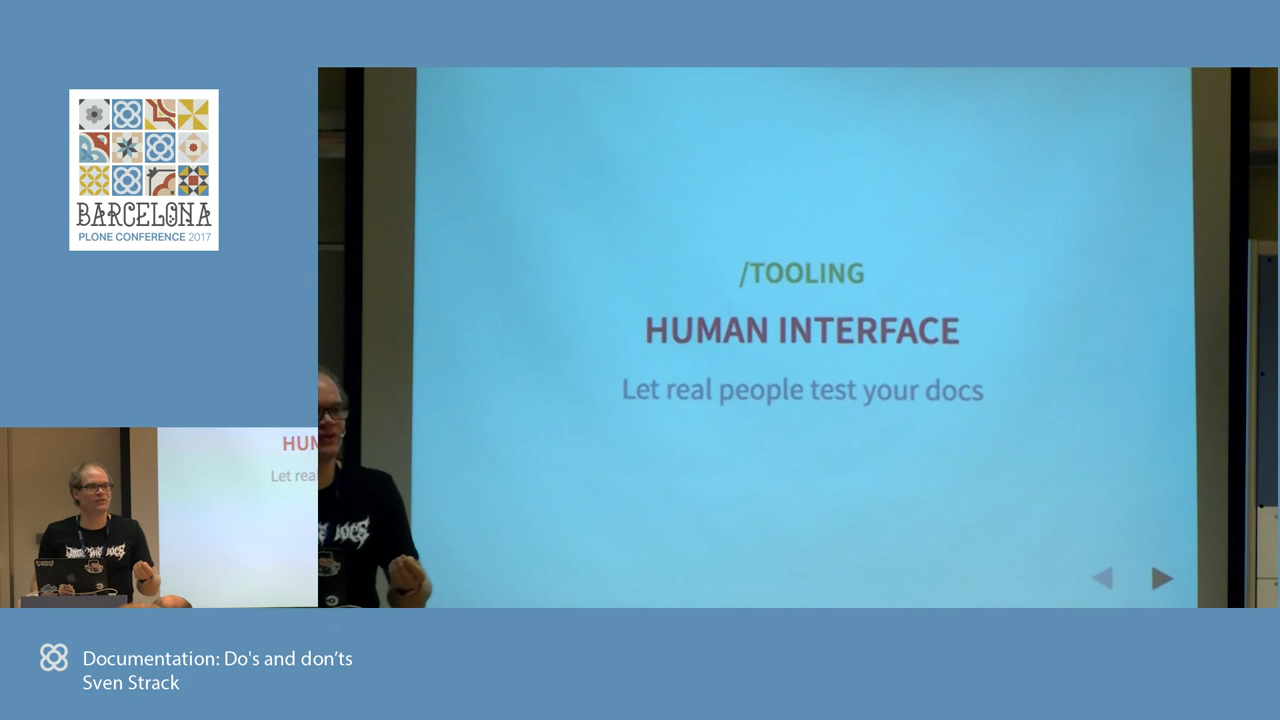 BARCELONA
PLONE CONFERENCE 2017
/TOOLING
HUMAN INTERFACE
Let real people test your docs
HUM
Let real
Documentation: Do's and don’ts
Sven Strack